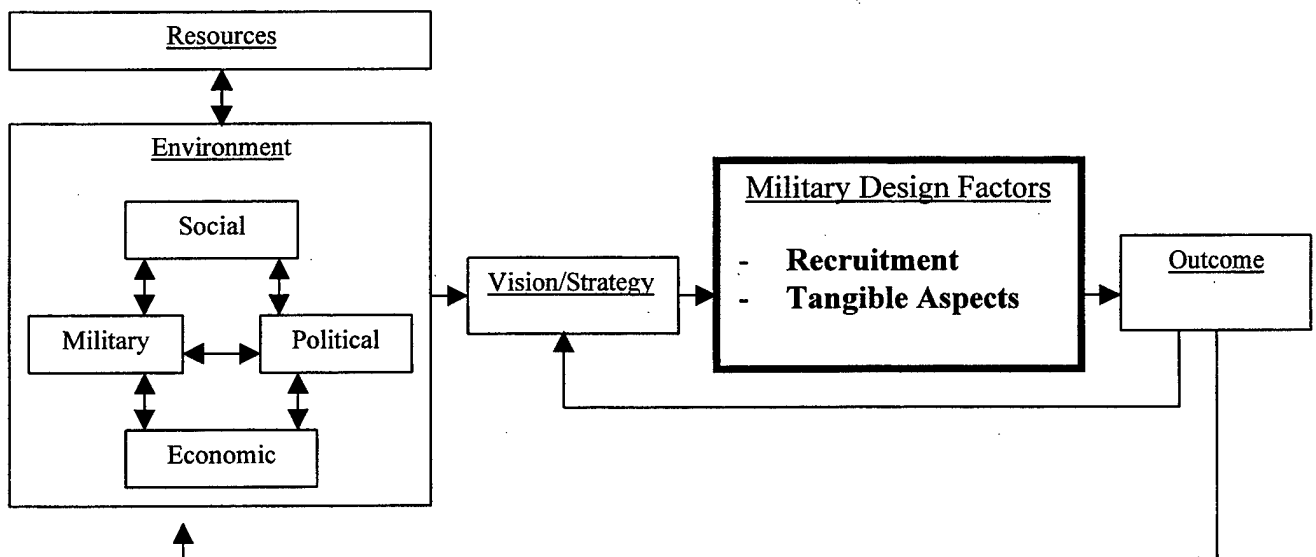 Resources
Environment
Social
Military
Political
Economic
Vision/Strategy
Military Design Factors
- Recruitment
- Tangible Aspects
Outcome